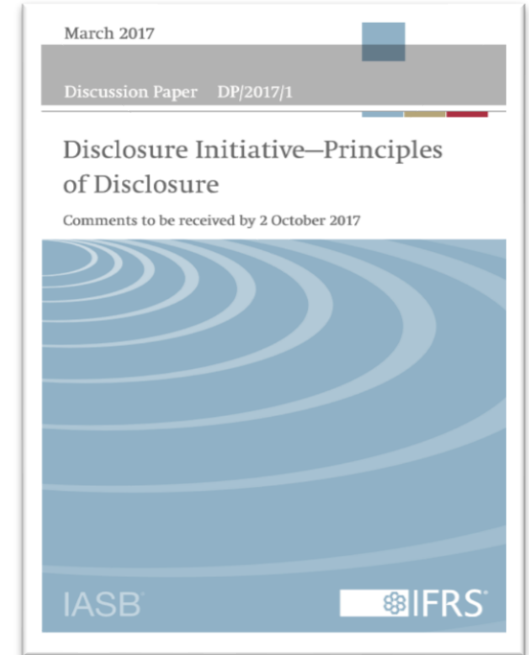 March 2017
Discussion Paper DP/2017/1
Disclosure Initiative—Principles
of Disclosure
Comments to be received by 2 October 2017
IASB
IFRS